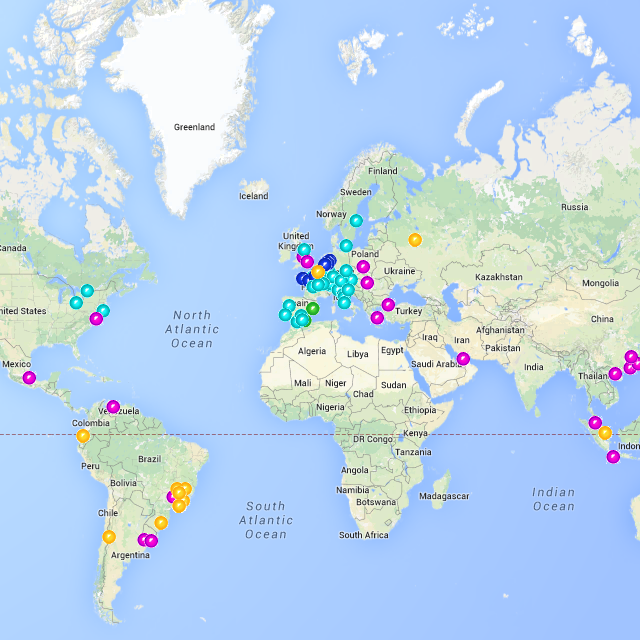 Greenland
Iceland
Finland
Sweden
Norway
Russia
United
Kingdom
Canada
Poland
Ukraine
Kazakhstan
Mongolia
United States
Spain
North
Atlantic
Ocean
Turkey
China
Afghanistan
Iraq
Iran
Pakistan
Algeria
Libya
Egypt
Saudi Arabia
India
Mexico
Thailand
Mali
Niger
Chad
Sudan
Nigeria
Ethiopia
Venezuela
Colombia
DR Congo
Kenya
Tanzania
Indon
Peru
Brazil
Angola
Bolivia
Namibia
Botswana
Madagascar
Indian
Ocean
South
Atlantic
Ocean
Chile
South Africa
Argentina